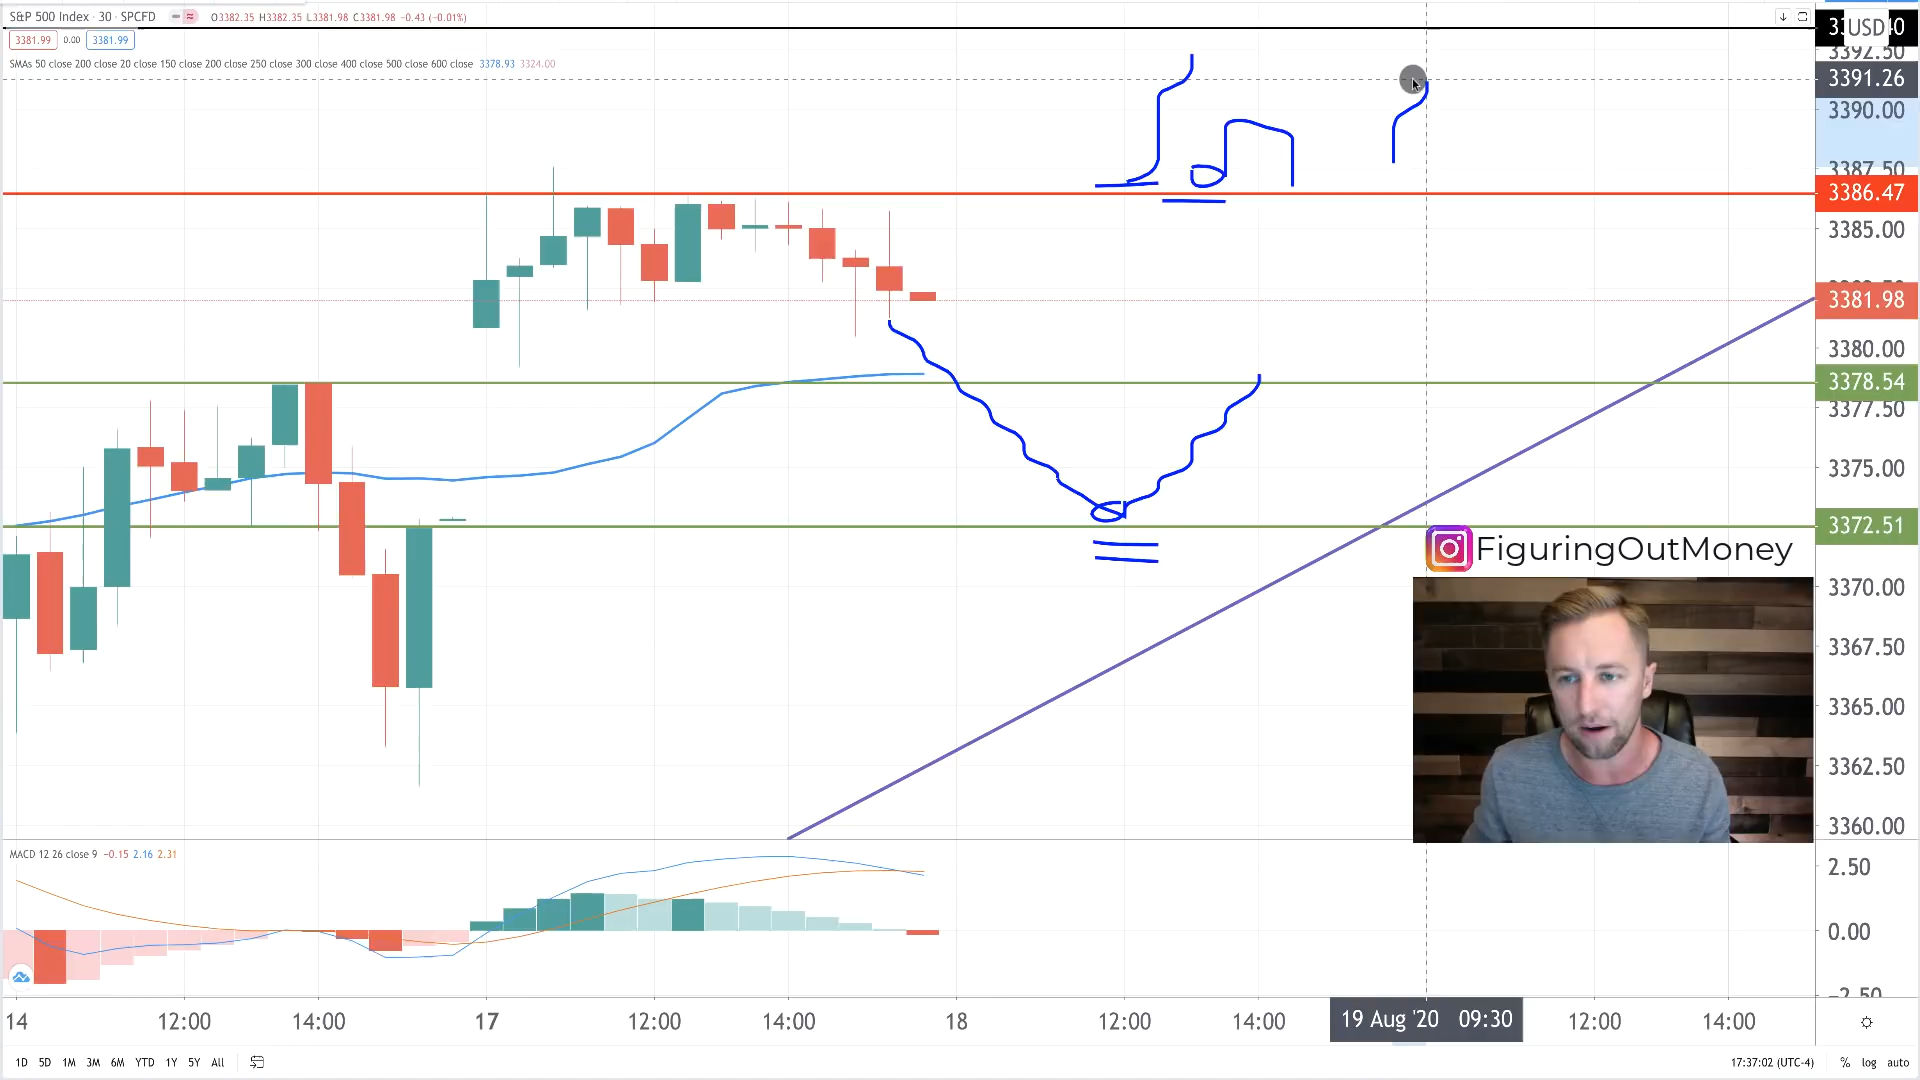 S&P 500 Index · 30 · SPCFD O3382.35 H3382.35 L3381.98 C3381.98 −0.43 (−0.01%)
3381.99 0.00 3381.99
SMAs 50 close 200 close 20 close 150 close 200 close 250 close 300 close 400 close 500 close 600 close 3378.93 3324.00
USD
3392.50
3391.26
3390.00
3387.50
3386.47
3385.00
3381.98
3380.00
3378.54
3377.50
3375.00
3372.51
FiguringOutMoney
3370.00
3367.50
3365.00
3362.50
3360.00
MACD 12 26 close 9 −0.15 2.16 2.31
2.50
0.00
−2.50
14 12:00 14:00 17 12:00 14:00 18 12:00 14:00 19 Aug '20 09:30 12:00 14:00
1D 5D 1M 3M 6M YTD 1Y 5Y All 17:37:02 (UTC-4) % log auto